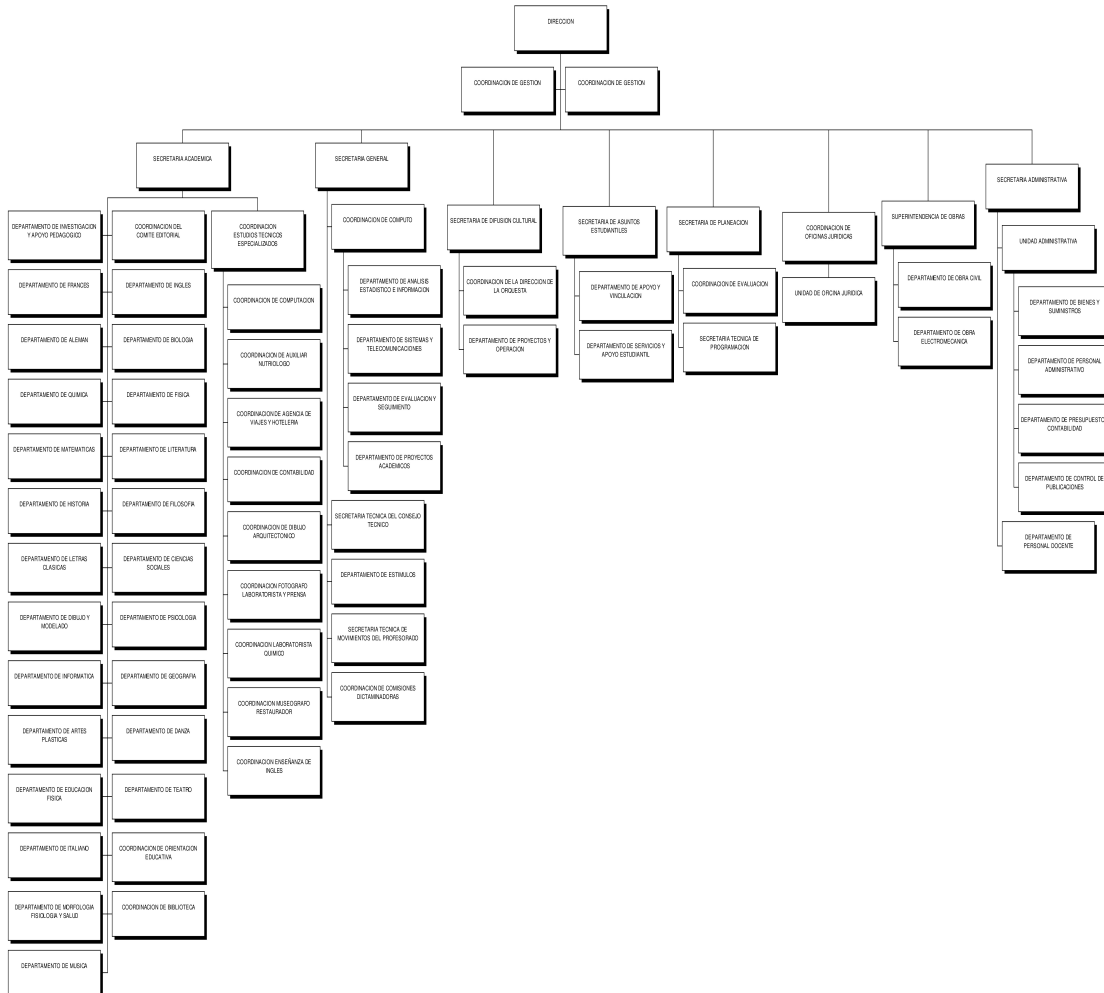 DIRECCION
COORDINACION DE GESTION
COORDINACION DE GESTION
SECRETARIA ACADEMICA
SECRETARIA GENERAL
SECRETARIA DE DIFUSION CULTURAL
SECRETARIA DE ASUNTOS
ESTUDIANTILES
SECRETARIA DE PLANEACION
COORDINACION DE
OFICINAS JURIDICAS
SUPERINTENDENCIA DE OBRAS
SECRETARIA ADMINISTRATIVA
DEPARTAMENTO DE INVESTIGACION
Y APOYO PEDAGOGICO
COORDINACION DEL
COMITE EDITORIAL
DEPARTAMENTO DE FRANCES
DEPARTAMENTO DE INGLES
DEPARTAMENTO DE ALEMAN
DEPARTAMENTO DE BIOLOGIA
DEPARTAMENTO DE QUIMICA
DEPARTAMENTO DE FISICA
DEPARTAMENTO DE MATEMATICAS
DEPARTAMENTO DE LITERATURA
DEPARTAMENTO DE HISTORIA
DEPARTAMENTO DE FILOSOFIA
DEPARTAMENTO DE LETRAS
CLASICAS
DEPARTAMENTO DE CIENCIAS
SOCIALES
DEPARTAMENTO DE DIBUJO Y
MODELADO
DEPARTAMENTO DE PSICOLOGIA
DEPARTAMENTO DE INFORMATICA
DEPARTAMENTO DE GEOGRAFIA
DEPARTAMENTO DE ARTES
PLASTICAS
DEPARTAMENTO DE DANZA
DEPARTAMENTO DE EDUCACION
FISICA
DEPARTAMENTO DE TEATRO
DEPARTAMENTO DE ITALIANO
COORDINACION DE ORIENTACION
EDUCATIVA
DEPARTAMENTO DE MORFOLOGIA
FISIOLOGIA Y SALUD
COORDINACION DE BIBLIOTECA
DEPARTAMENTO DE MUSICA
COORDINACION
ESTUDIOS TECNICOS
ESPECIALIZADOS
COORDINACION DE COMPUTACION
COORDINACION DE AUXILIAR
NUTRIOLOGO
COORDINACION DE AGENCIA DE
VIAJES Y HOTELERIA
COORDINACION DE CONTABILIDAD
COORDINACION DE DIBUJO
ARQUITECTONICO
COORDINACION FOTOGRAFO
LABORATORISTA Y PRENSA
COORDINACION LABORATORISTA
QUIMICO
COORDINACION MUSEOGRAFO
RESTAURADOR
COORDINACION ENSEÑANZA DE
INGLES
COORDINACION DE COMPUTO
DEPARTAMENTO DE ANALISIS
ESTADISTICO E INFORMACION
DEPARTAMENTO DE SISTEMAS Y
TELECOMUNICACIONES
DEPARTAMENTO DE EVALUACION Y
SEGUIMIENTO
DEPARTAMENTO DE PROYECTOS
ACADEMICOS
SECRETARIA TECNICA DEL CONSEJO
TECNICO
DEPARTAMENTO DE ESTIMULOS
SECRETARIA TECNICA DE
MOVIMIENTOS DEL PROFESORADO
COORDINACION DE COMISIONES
DICTAMINADORAS
COORDINACION DE LA DIRECCION DE
LA ORQUESTA
DEPARTAMENTO DE PROYECTOS Y
OPERACION
DEPARTAMENTO DE APOYO Y
VINCULACION
DEPARTAMENTO DE SERVICIOS Y
APOYO ESTUDIANTIL
COORDINACION DE EVALUACION
SECRETARIA TECNICA DE
PROGRAMACION
UNIDAD DE OFICINA JURIDICA
DEPARTAMENTO DE OBRA CIVIL
DEPARTAMENTO DE OBRA
ELECTROMECANICA
UNIDAD ADMINISTRATIVA
DEPARTAMENTO DE BIENES Y
SUMINISTROS
DEPARTAMENTO DE PERSONAL
ADMINISTRATIVO
DEPARTAMENTO DE PRESUPUESTO
CONTABILIDAD
DEPARTAMENTO DE CONTROL DE
PUBLICACIONES
DEPARTAMENTO DE
PERSONAL DOCENTE